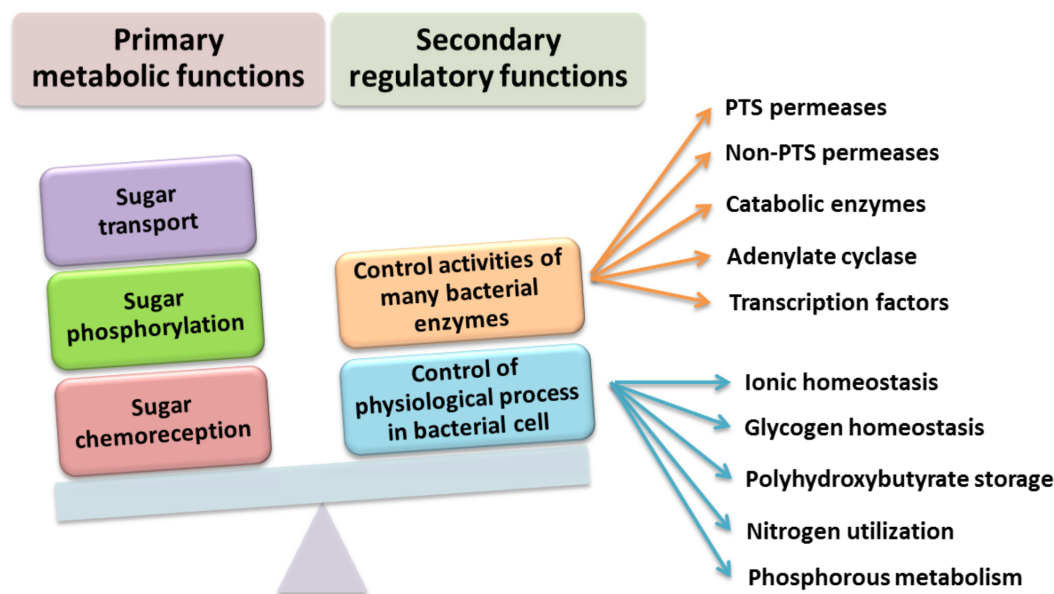 Primary
metabolic functions
Secondary
regulatory functions
Sugar
transport
Sugar
phosphorylation
Sugar
chemoreception
Control activities of
many bacterial
enzymes
Control of
physiological process
in bacterial cell
PTS permeases
Non-PTS permeases
Catabolic enzymes
Adenylate cyclase
Transcription factors
Ionic homeostasis
Glycogen homeostasis
Polyhydroxybutyrate storage
Nitrogen utilization
Phosphorous metabolism